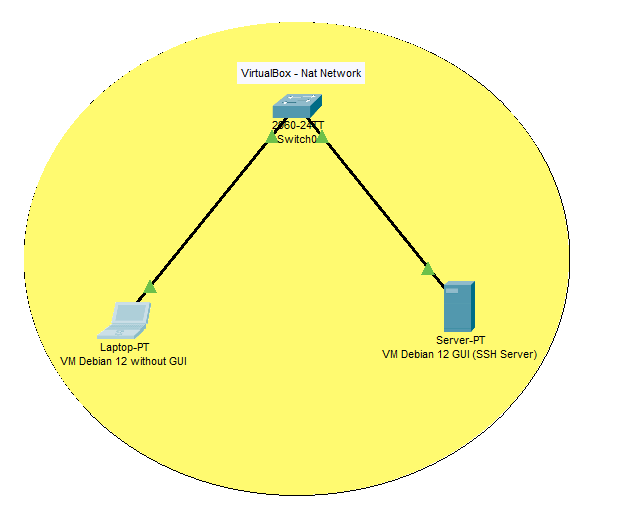 VirtualBox - Nat Network
2960-24TT
Switch0
Laptop-PT
VM Debian 12 without GUI
Server-PT
VM Debian 12 GUI (SSH Server)